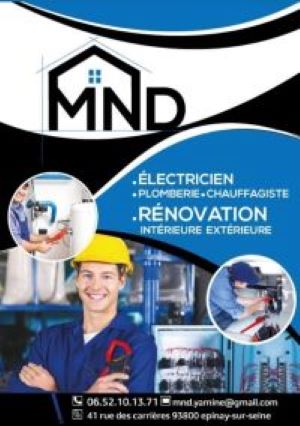 MND
.ÉLECTRICIEN
.PLOMBERIE.CHAUFFAGISTE
.RÉNOVATION
INTÉRIEURE EXTÉRIEURE
06.52.10.13.71 mnd.yamine@gmail.com
41 rue des carrières 93800 epinay-sur-seine